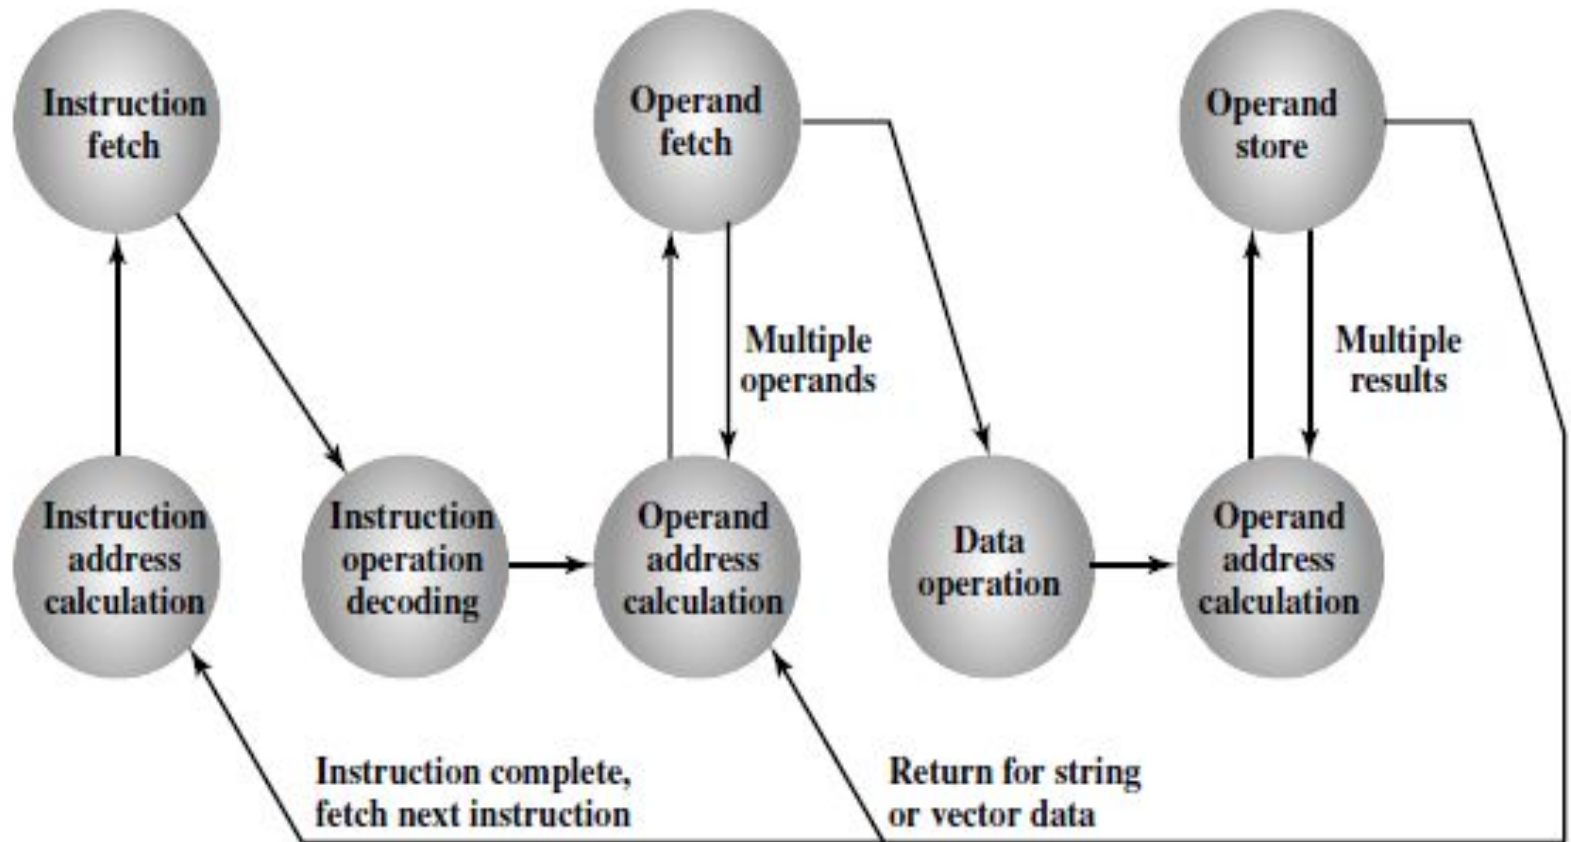 Instruction
fetch
Operand
fetch
Operand
store
Multiple
operands
Multiple
results
Instruction
address
calculation
Instruction
operation
decoding
Operand
address
calculation
Data
operation
Operand
address
calculation
Instruction complete,
fetch next instruction
Return for string
or vector data